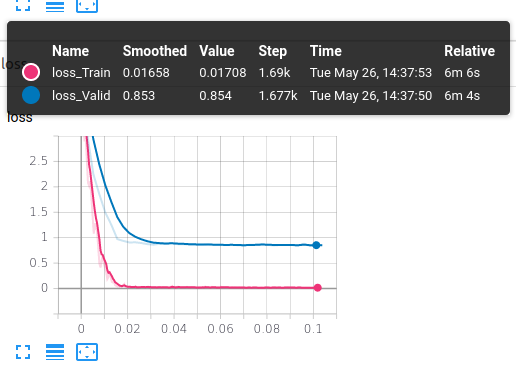 Name Smoothed Value Step Time Relative
loss_Train 0.01658 0.01708 1.69k Tue May 26, 14:37:53 6m 6s
loss_Valid 0.853 0.854 1.677k Tue May 26, 14:37:50 6m 4s
loss
2.5
2
1.5
1
0.5
0
0 0.02 0.04 0.06 0.08 0.1